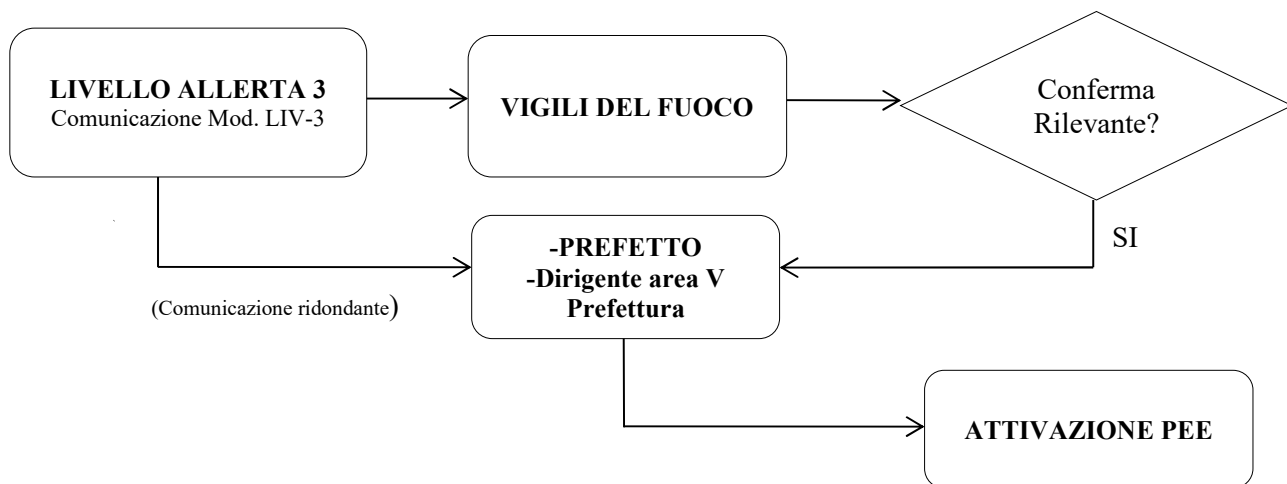 LIVELLO ALLERTA 3
Comunicazione Mod. LIV-3
VIGILI DEL FUOCO
Conferma
Rilevante?
SI
-PREFETTO
-Dirigente area V
Prefettura
(Comunicazione ridondante)
ATTIVAZIONE PEE